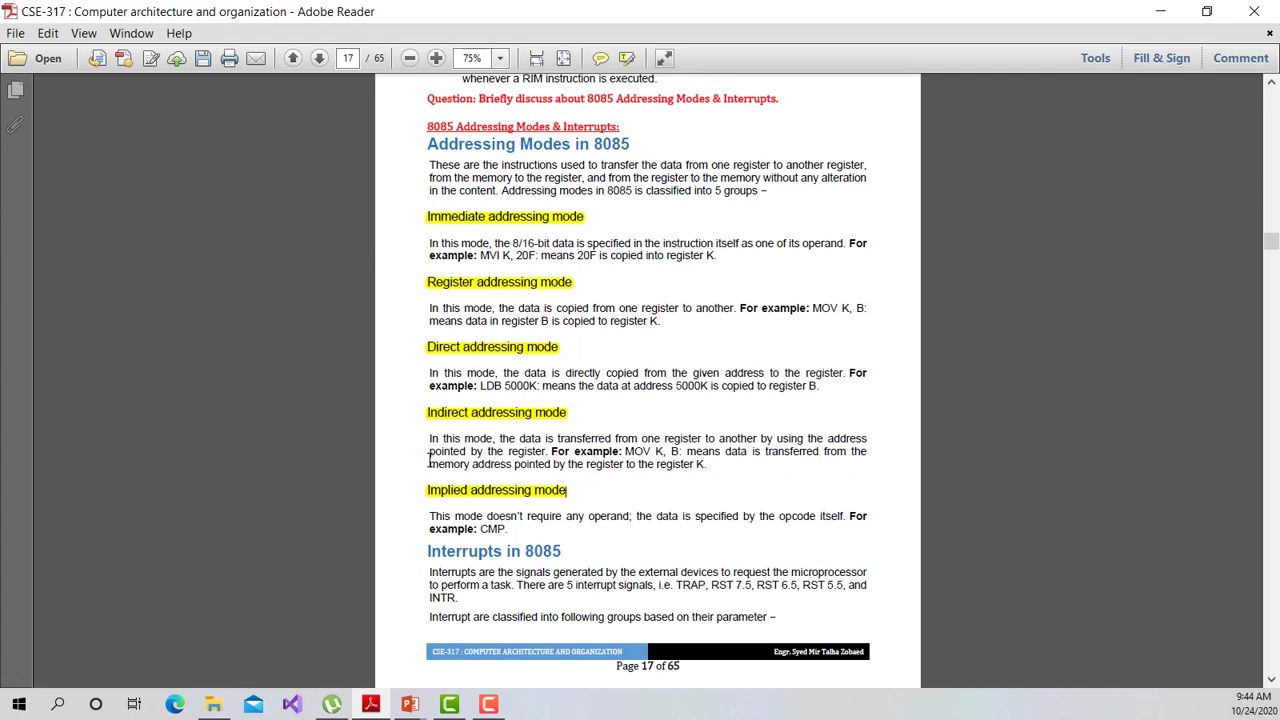 CSE-317 : Computer architecture and organization - Adobe Reader
File Edit View Window Help
Open 17 / 65 75% Tools Fill & Sign Comment
whenever a RIM instruction is executed.
Question: Briefly discuss about 8085 Addressing Modes & Interrupts.
8085 Addressing Modes & Interrupts:
Addressing Modes in 8085
These are the instructions used to transfer the data from one register to another register,
from the memory to the register, and from the register to the memory without any alteration
in the content. Addressing modes in 8085 is classified into 5 groups –
Immediate addressing mode
In this mode, the 8/16-bit data is specified in the instruction itself as one of its operand. For
example: MVI K, 20F: means 20F is copied into register K.
Register addressing mode
In this mode, the data is copied from one register to another. For example: MOV K, B:
means data in register B is copied to register K.
Direct addressing mode
In this mode, the data is directly copied from the given address to the register. For
example: LDB 5000K: means the data at address 5000K is copied to register B.
Indirect addressing mode
In this mode, the data is transferred from one register to another by using the address
pointed by the register. For example: MOV K, B: means data is transferred from the
memory address pointed by the register to the register K.
Implied addressing mode
This mode doesn't require any operand; the data is specified by the opcode itself. For
example: CMP.
Interrupts in 8085
Interrupts are the signals generated by the external devices to request the microprocessor
to perform a task. There are 5 interrupt signals, i.e. TRAP, RST 7.5, RST 6.5, RST 5.5, and
INTR.
Interrupt are classified into following groups based on their parameter –
CSE-317 : COMPUTER ARCHITECTURE AND ORGANIZATION Engr. Syed Mir Talha Zobaed
Page 17 of 65
9:44 AM
10/24/2020